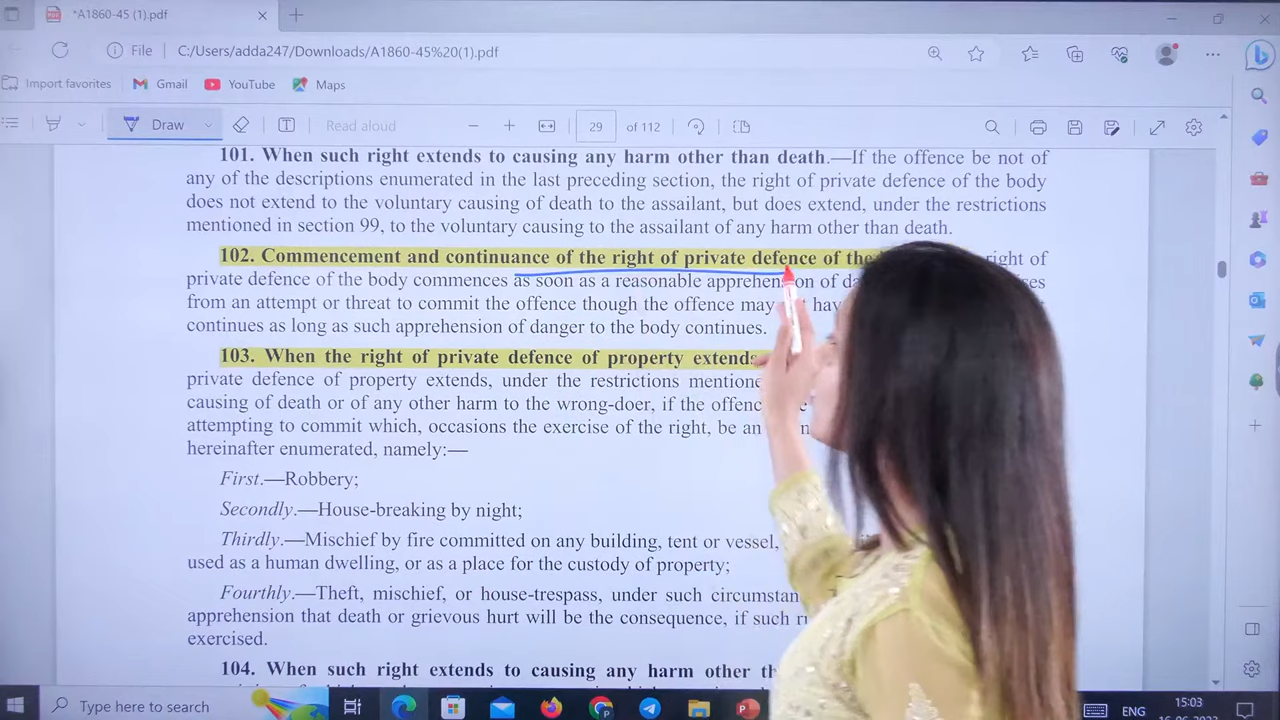 *A1860-45 (1).pdf
File C:/Users/adda247/Downloads/A1860-45%20(1).pdf
Import favorites Gmail YouTube Maps
Draw Read aloud 29 of 112
101. When such right extends to causing any harm other than death.—If the offence be not of
any of the descriptions enumerated in the last preceding section, the right of private defence of the body
does not extend to the voluntary causing of death to the assailant, but does extend, under the restrictions
mentioned in section 99, to the voluntary causing to the assailant of any harm other than death.
102. Commencement and continuance of the right of private defence of the right of
private defence of the body commences as soon as a reasonable apprehension of
from an attempt or threat to commit the offence though the offence may
continues as long as such apprehension of danger to the body continues.
103. When the right of private defence of property extends
private defence of property extends, under the restrictions
causing of death or of any other harm to the wrong-doer, if the
attempting to commit which, occasions the exercise of the right, be an
hereinafter enumerated, namely:—
First.—Robbery;
Secondly.—House-breaking by night;
Thirdly.—Mischief by fire committed on any building, tent or vessel,
used as a human dwelling, or as a place for the custody of property;
Fourthly.—Theft, mischief, or house-trespass, under such
apprehension that death or grievous hurt will be the consequence, if such
exercised.
104. When such right extends to causing any harm other
Type here to search ENG 15:03